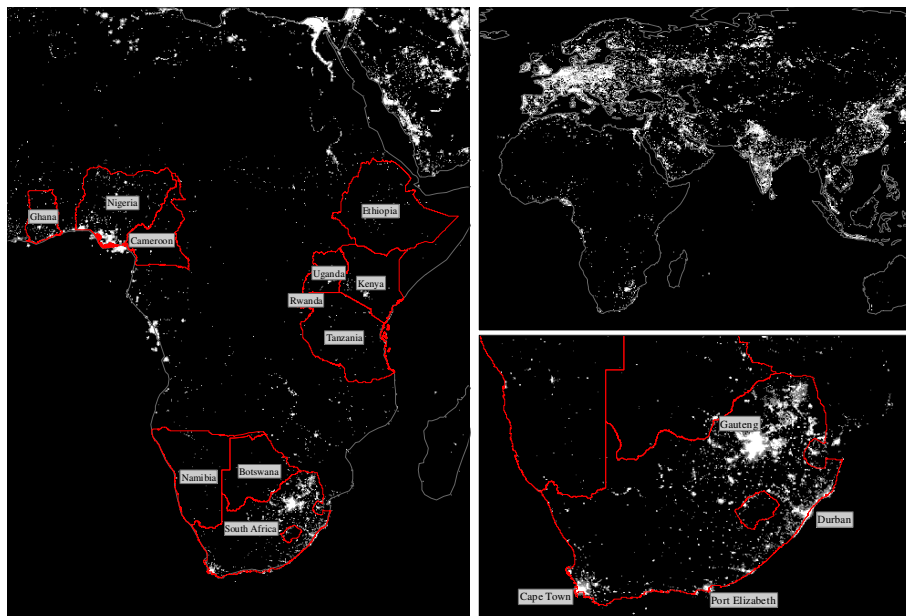 Nigeria
Ghana
Ethiopia
Cameroon
Uganda
Kenya
Rwanda
Tanzania
Botswana
Namibia
South Africa
Gauteng
Durban
Cape Town
Port Elizabeth